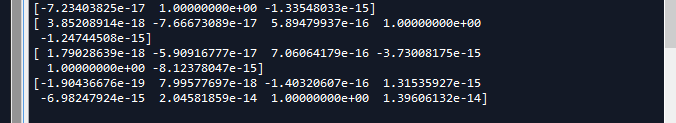 [-7.23403825e-17  1.00000000e+00 -1.33548033e-15]
[ 3.85208914e-18 -7.66673089e-17  5.89479937e-16  1.00000000e+00
 -1.24744508e-15]
[ 1.79028639e-18 -5.90916777e-17  7.06064179e-16 -3.73008175e-15
  1.00000000e+00 -8.12378047e-15]
[-1.90436676e-19  7.99577697e-18 -1.40320607e-16  1.31535927e-15
 -6.98247924e-15  2.04581859e-14  1.00000000e+00  1.39606132e-14]